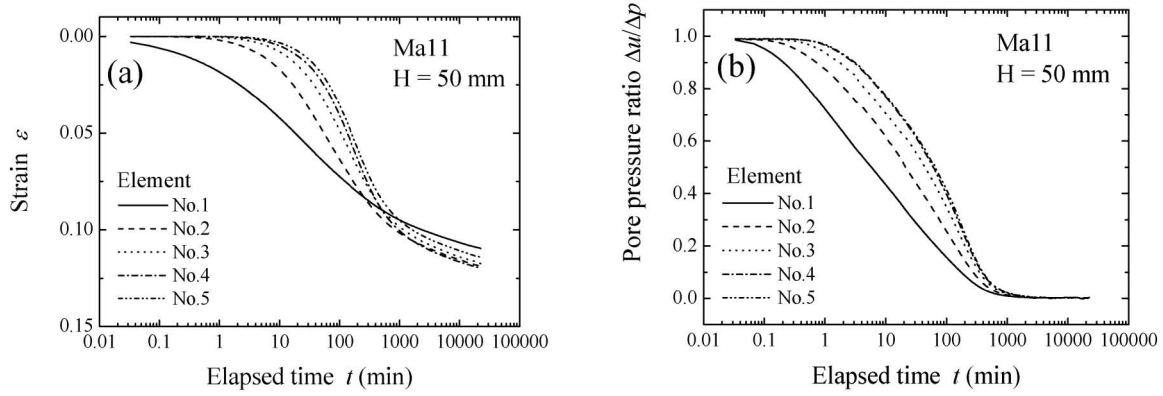 (a)
Ma11
H = 50 mm
Strain ε
0.00
0.05
0.10
0.15
Element
No.1
No.2
No.3
No.4
No.5
0.01 0.1 1 10 100 1000 10000 100000
Elapsed time t (min)
(b)
Ma11
H = 50 mm
Pore pressure ratio Δu/Δp
1.0
0.8
0.6
0.4
0.2
0.0
Element
No.1
No.2
No.3
No.4
No.5
0.01 0.1 1 10 100 1000 10000 100000
Elapsed time t (min)